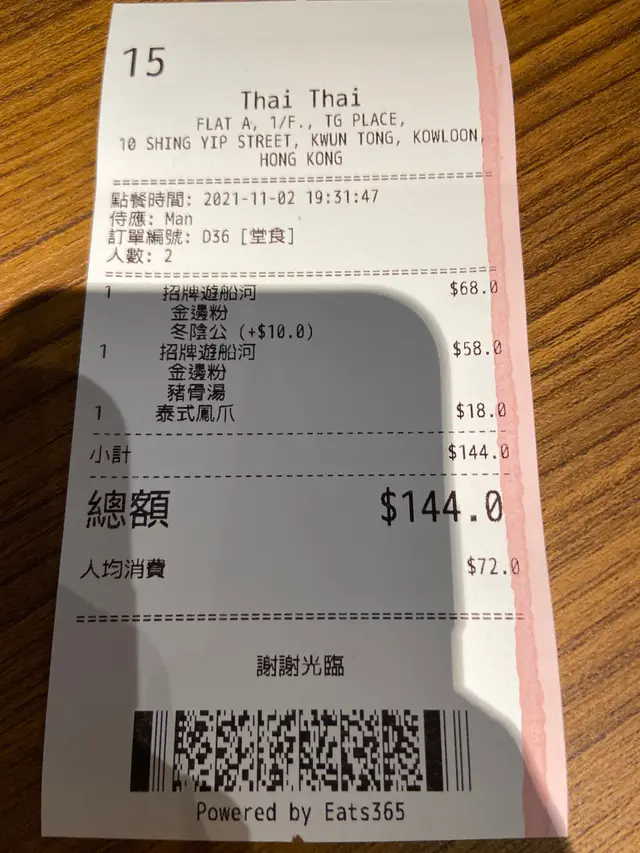 15
Thai Thai
FLAT A, 1/F., TG PLACE,
10 SHING YIP STREET, KWUN TONG, KOWLOON,
HONG KONG
點餐時間: 2021-11-02 19:31:47
侍應: Man
訂單編號: D36 [堂食]
人數: 2
1 招牌遊船河 $68.0
金邊粉
冬陰公 (+$10.0)
1 招牌遊船河 $58.0
金邊粉
豬骨湯
1 泰式鳳爪 $18.0
小計 $144.0
總額 $144.0
人均消費 $72.0
謝謝光臨
Powered by Eats365